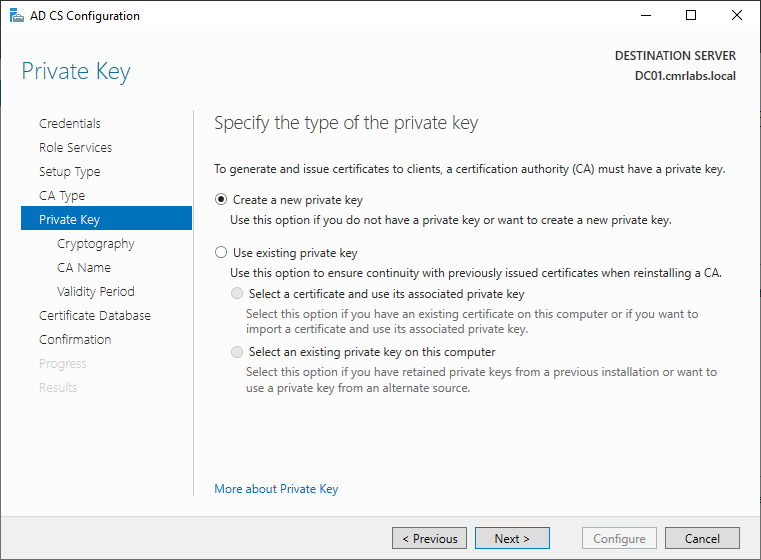 AD CS Configuration
Private Key
DESTINATION SERVER
DC01.cmrlabs.local
Credentials
Role Services
Setup Type
CA Type
Private Key
Cryptography
CA Name
Validity Period
Certificate Database
Confirmation
Progress
Results
Specify the type of the private key
To generate and issue certificates to clients, a certification authority (CA) must have a private key.
Create a new private key
Use this option if you do not have a private key or want to create a new private key.
Use existing private key
Use this option to ensure continuity with previously issued certificates when reinstalling a CA.
Select a certificate and use its associated private key
Select this option if you have an existing certificate on this computer or if you want to
import a certificate and use its associated private key.
Select an existing private key on this computer
Select this option if you have retained private keys from a previous installation or want to
use a private key from an alternate source.
More about Private Key
< Previous
Next >
Configure
Cancel